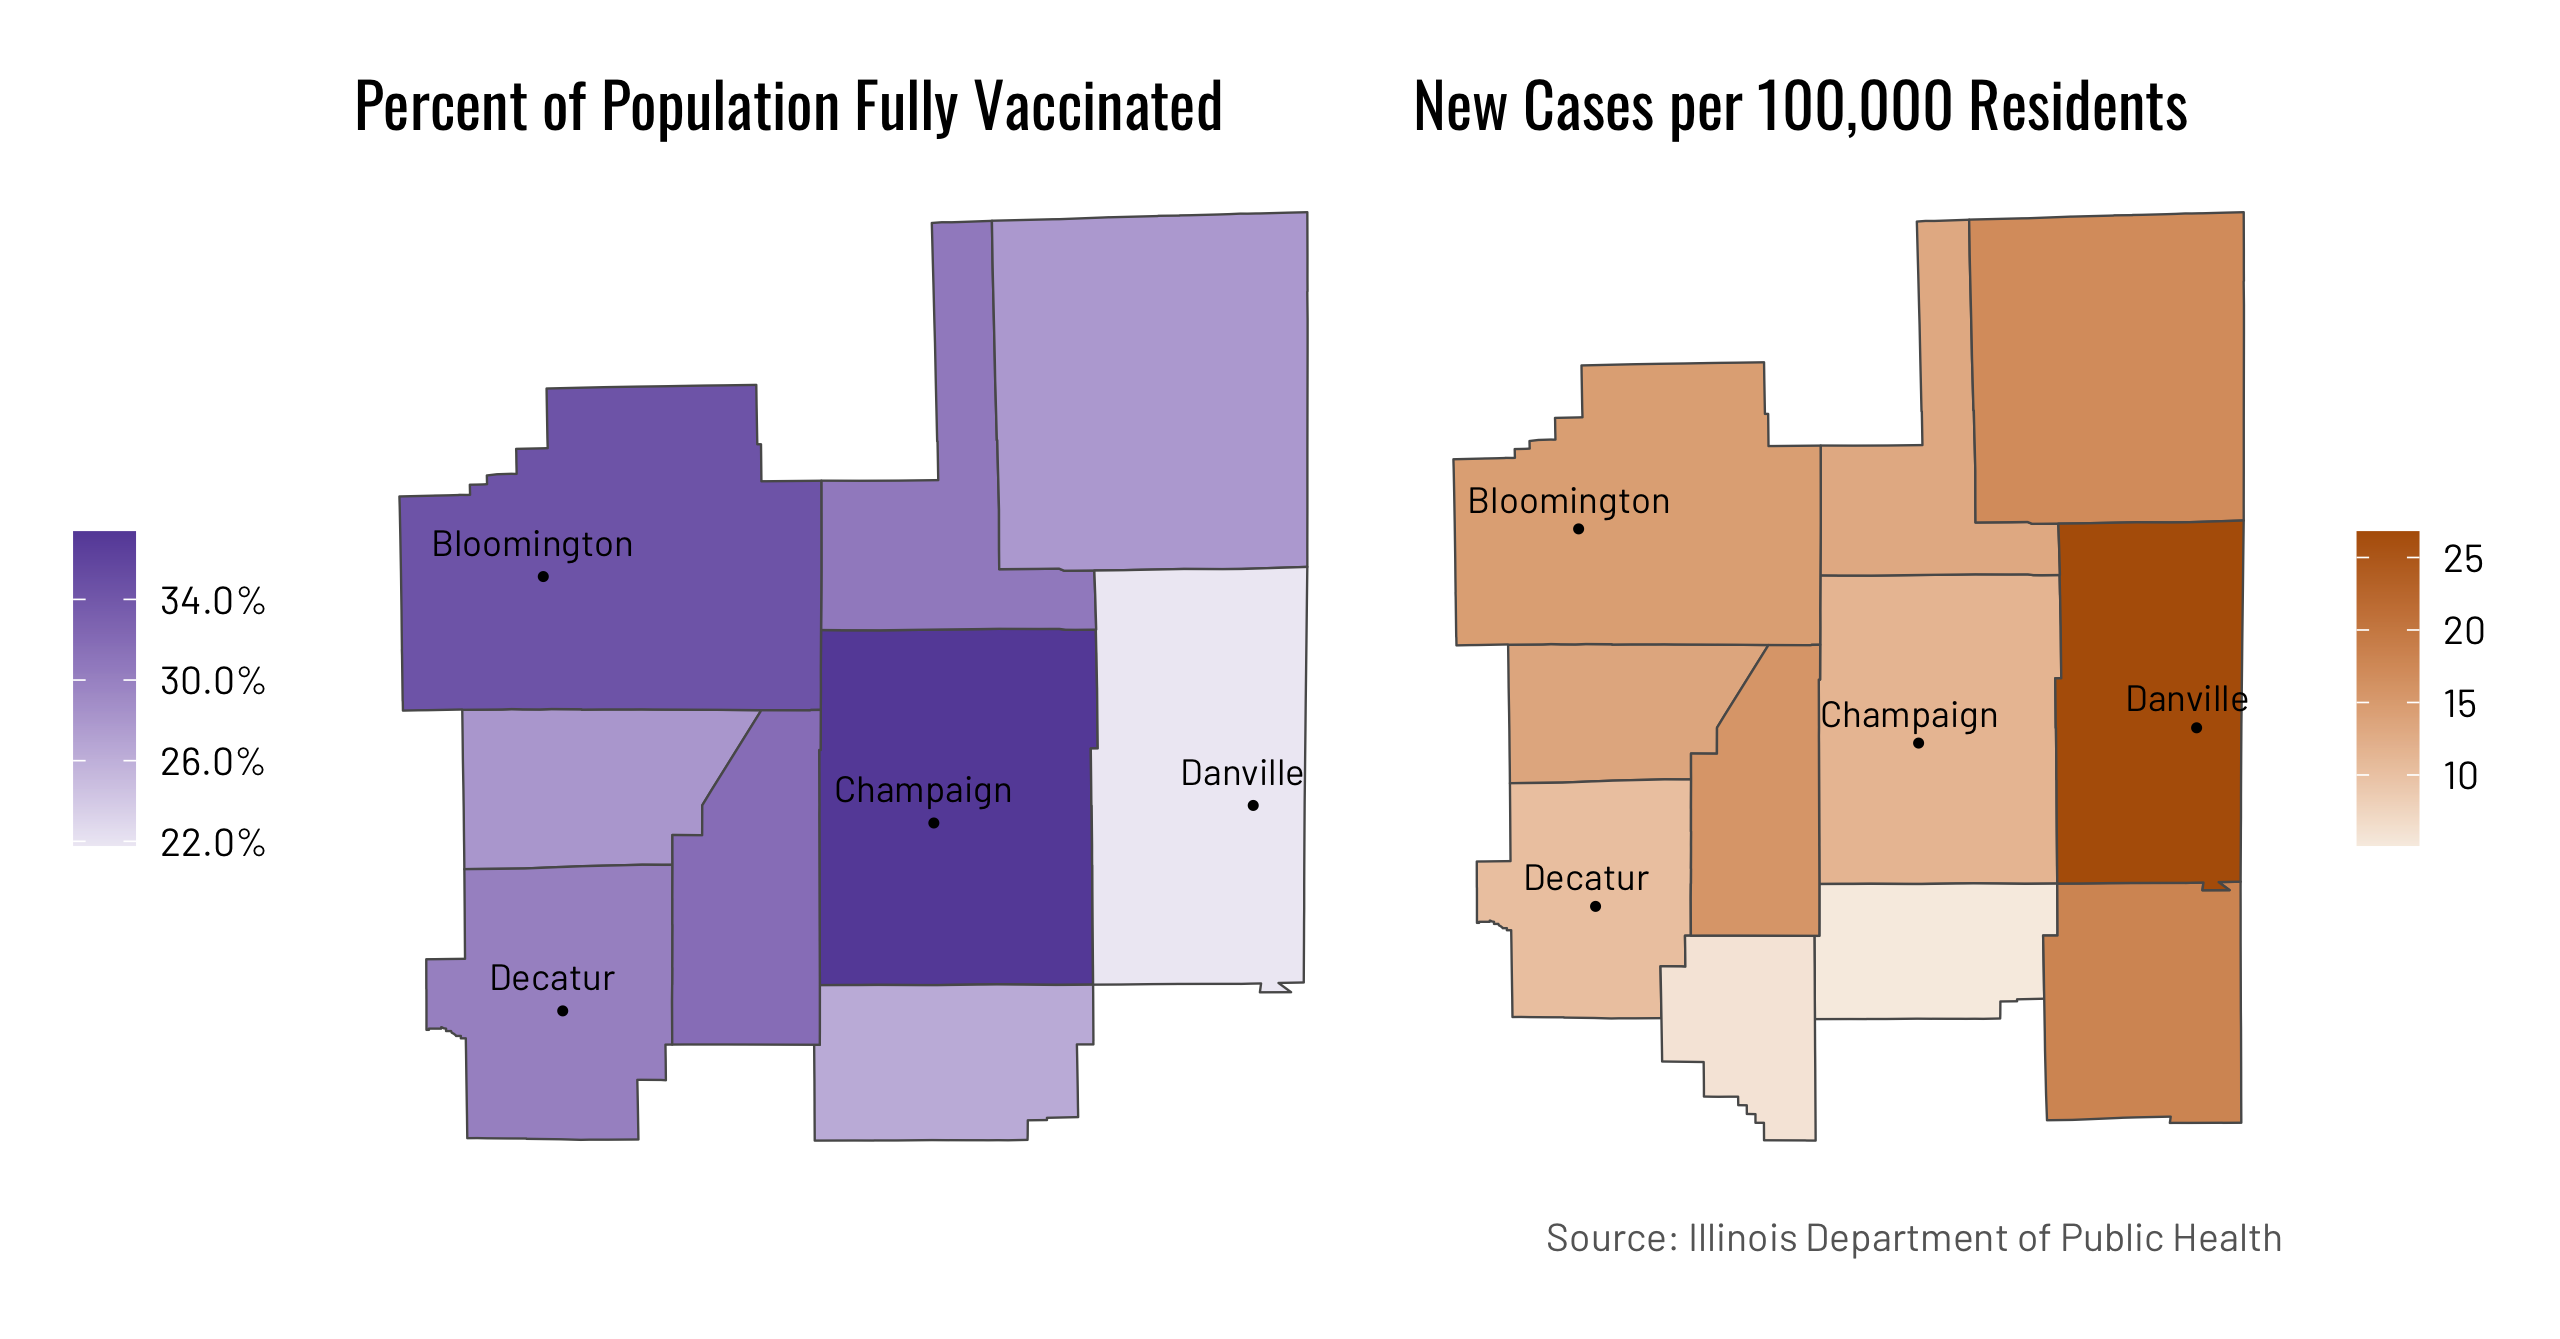 Percent of Population Fully Vaccinated
New Cases per 100,000 Residents
Bloomington
Champaign
Danville
Decatur
34.0%
30.0%
26.0%
22.0%
Bloomington
Champaign
Danville
Decatur
25
20
15
10
Source: Illinois Department of Public Health